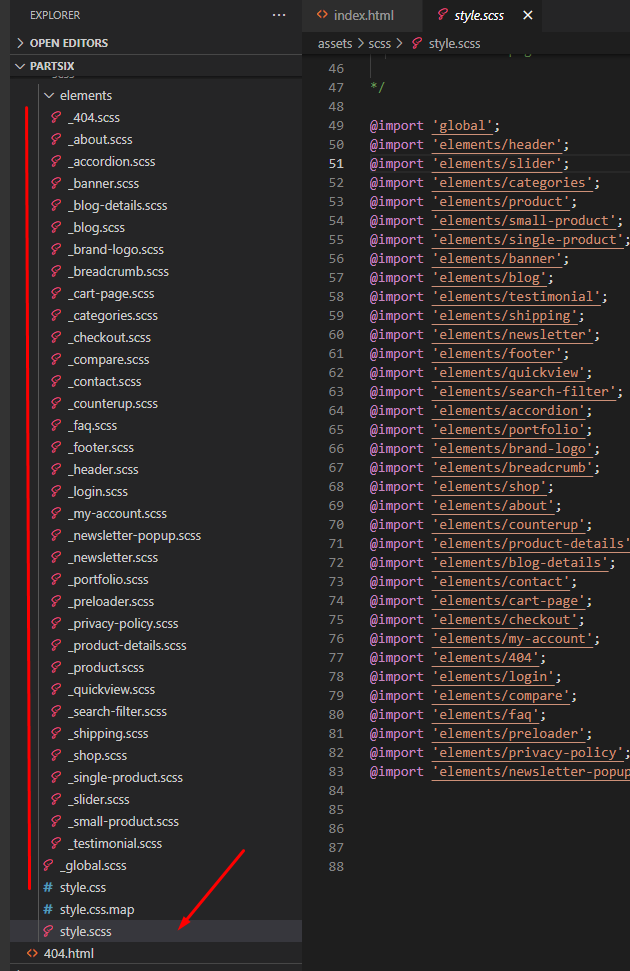 EXPLORER
OPEN EDITORS
PARTSIX
elements
_404.scss
_about.scss
_accordion.scss
_banner.scss
_blog-details.scss
_blog.scss
_brand-logo.scss
_breadcrumb.scss
_cart-page.scss
_categories.scss
_checkout.scss
_compare.scss
_contact.scss
_counterup.scss
_faq.scss
_footer.scss
_header.scss
_login.scss
_my-account.scss
_newsletter-popup.scss
_newsletter.scss
_portfolio.scss
_preloader.scss
_privacy-policy.scss
_product-details.scss
_product.scss
_quickview.scss
_search-filter.scss
_shipping.scss
_shop.scss
_single-product.scss
_slider.scss
_small-product.scss
_testimonial.scss
_global.scss
# style.css
# style.css.map
style.scss
<> 404.html
<> index.html
style.scss ×
assets > scss > style.scss
46
47 */
48
49 @import 'global';
50 @import 'elements/header';
51 @import 'elements/slider';
52 @import 'elements/categories';
53 @import 'elements/product';
54 @import 'elements/small-product';
55 @import 'elements/single-product';
56 @import 'elements/banner';
57 @import 'elements/blog';
58 @import 'elements/testimonial';
59 @import 'elements/shipping';
60 @import 'elements/newsletter';
61 @import 'elements/footer';
62 @import 'elements/quickview';
63 @import 'elements/search-filter';
64 @import 'elements/accordion';
65 @import 'elements/portfolio';
66 @import 'elements/brand-logo';
67 @import 'elements/breadcrumb';
68 @import 'elements/shop';
69 @import 'elements/about';
70 @import 'elements/counterup';
71 @import 'elements/product-details'
72 @import 'elements/blog-details';
73 @import 'elements/contact';
74 @import 'elements/cart-page';
75 @import 'elements/checkout';
76 @import 'elements/my-account';
77 @import 'elements/404';
78 @import 'elements/login';
79 @import 'elements/compare';
80 @import 'elements/faq';
81 @import 'elements/preloader';
82 @import 'elements/privacy-policy';
83 @import 'elements/newsletter-popup
84
85
86
87
88